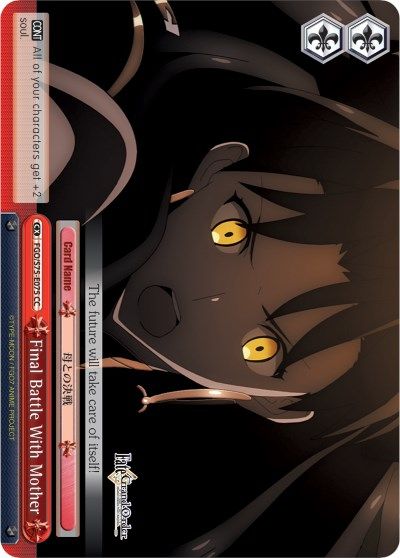 [CONT] All of your characters get +2
soul.
CX FGO/S75-E075 CC
Card Name
母との決戦
Final Battle With Mother
The future will take care of itself!
Fate Grand Order
©TYPE-MOON / FGO7 ANIME PROJECT